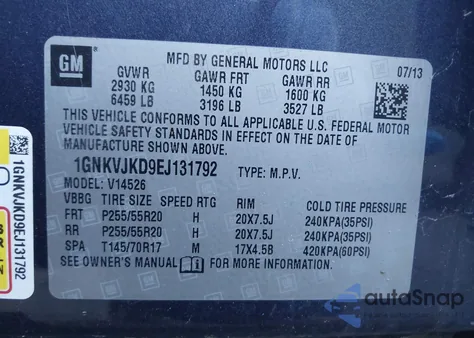 GM
MFD BY GENERAL MOTORS LLC
07/13
GVWR GAWR FRT GAWR RR
2930 KG 1450 KG 1600 KG
6459 LB 3196 LB 3527 LB
THIS VEHICLE CONFORMS TO ALL APPLICABLE U.S. FEDERAL MOTOR
VEHICLE SAFETY STANDARDS IN EFFECT ON THE DATE OF
MANUFACTURE SHOWN ABOVE.
1GNKVJKD9EJ131792 TYPE: M.P.V.
MODEL: V14526
VBBG TIRE SIZE SPEED RTG RIM COLD TIRE PRESSURE
FRT P255/55R20 H 20X7.5J 240KPA(35PSI)
RR P255/55R20 H 20X7.5J 240KPA(35PSI)
SPA T145/70R17 M 17X4.5B 420KPA(60PSI)
SEE OWNER'S MANUAL FOR MORE INFORMATION
1GNKVJKD9EJ131792
autoSnap